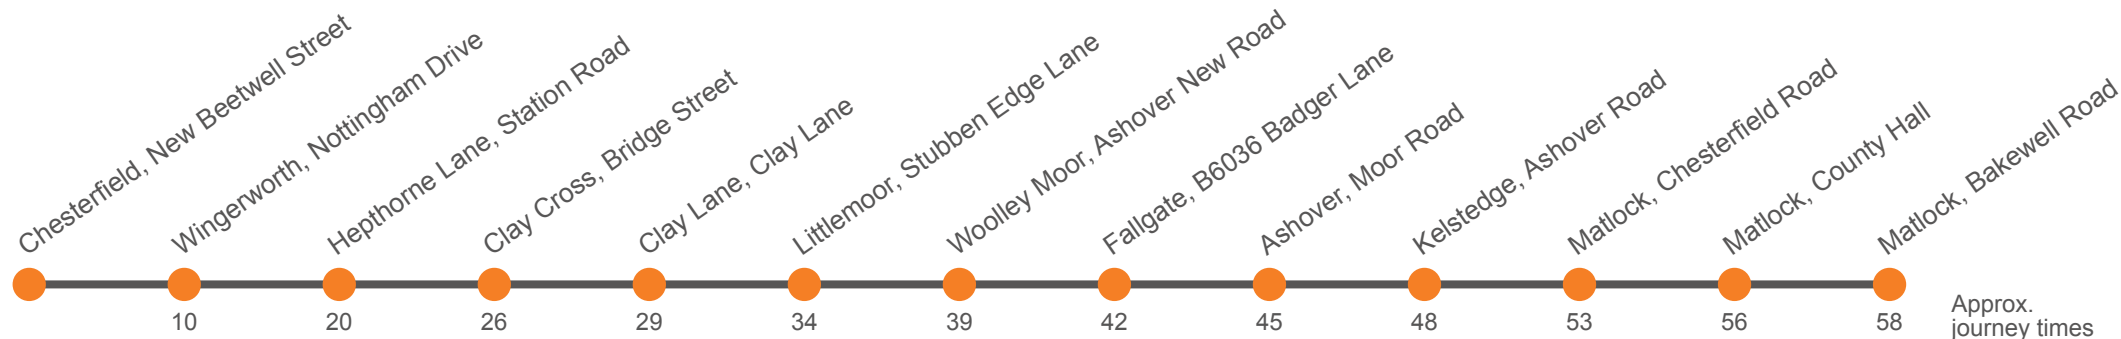 Chesterfield, New Beetwell Street
Wingerworth, Nottingham Drive
Hepthorne Lane, Station Road
Clay Cross, Bridge Street
Clay Lane, Clay Lane
Littlemoor, Stubben Edge Lane
Woolley Moor, Ashover New Road
Fallgate, B6036 Badger Lane
Ashover, Moor Road
Kelstedge, Ashover Road
Matlock, Chesterfield Road
Matlock, County Hall
Matlock, Bakewell Road
10 20 26 29 34 39 42 45 48 53 56 58
Approx.
journey times